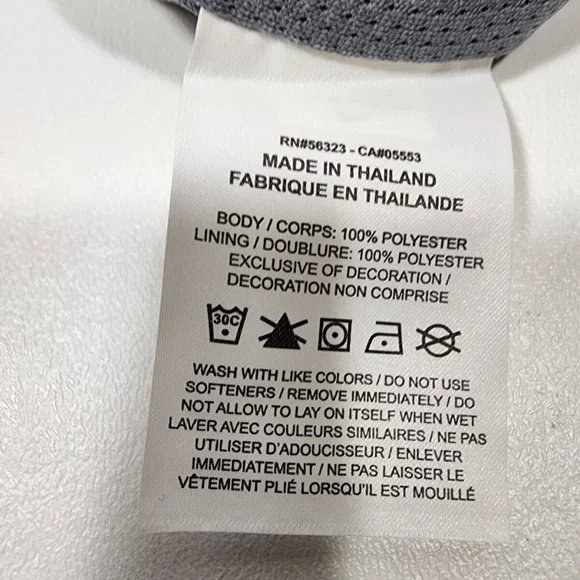 RN#56323 - CA#05553
MADE IN THAILAND
FABRIQUE EN THAILANDE
BODY / CORPS: 100% POLYESTER
LINING / DOUBLURE: 100% POLYESTER
EXCLUSIVE OF DECORATION /
DECORATION NON COMPRISE
30C
WASH WITH LIKE COLORS / DO NOT USE
SOFTENERS / REMOVE IMMEDIATELY / DO
NOT ALLOW TO LAY ON ITSELF WHEN WET
LAVER AVEC COULEURS SIMILAIRES / NE PAS
UTILISER D'ADOUCISSEUR / ENLEVER
IMMEDIATEMENT / NE PAS LAISSER LE
VÊTEMENT PLIÉ LORSQU'IL EST MOUILLÉ